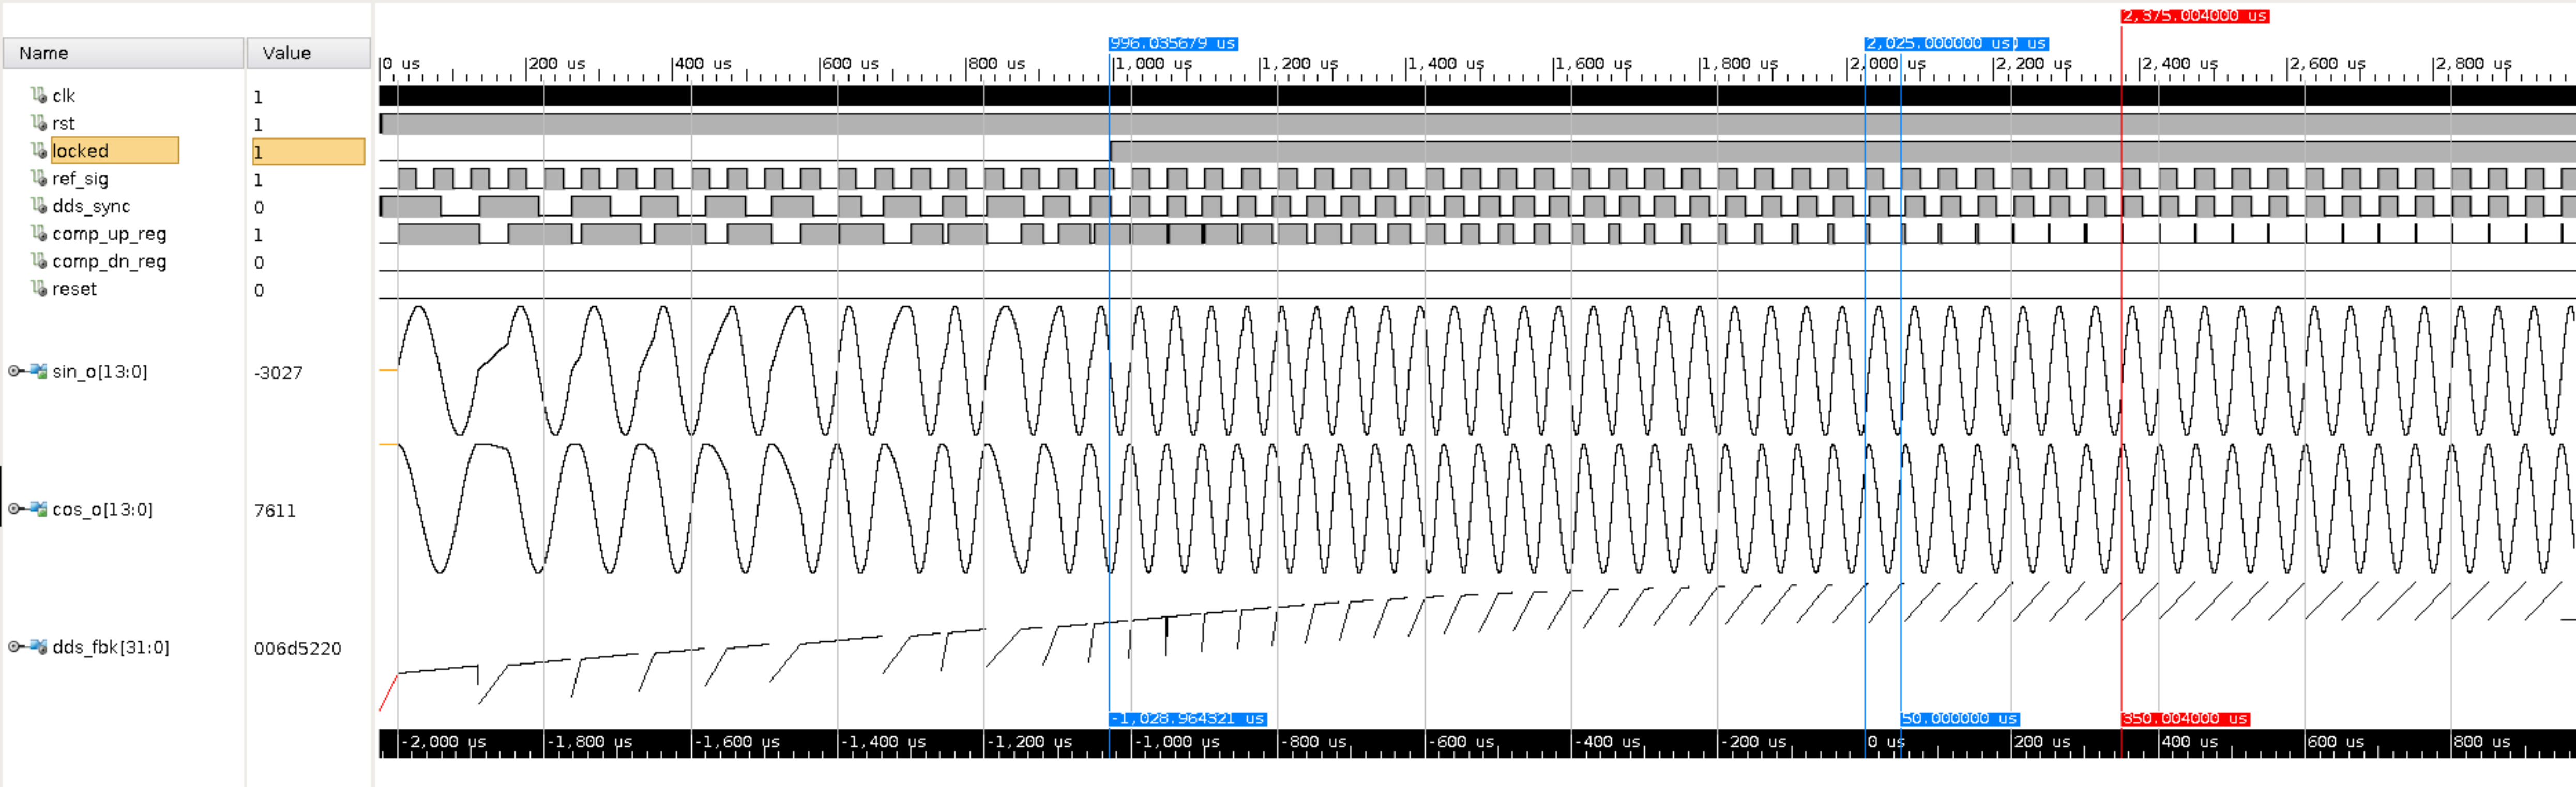 2,375.004000 us
996.035679 us 2,025.000000 us us
Name Value
0 us 200 us 400 us 600 us 800 us 1,000 us 1,200 us 1,400 us 1,600 us 1,800 us 2,000 us 2,200 us 2,400 us 2,600 us 2,800 us
clk 1
rst 1
locked 1
ref_sig 1
dds_sync 0
comp_up_reg 1
comp_dn_reg 0
reset 0
sin_o[13:0] -3027
cos_o[13:0] 7611
dds_fbk[31:0] 006d5220
-1,028.964321 us 50.000000 us 350.004000 us
-2,000 us -1,800 us -1,600 us -1,400 us -1,200 us -1,000 us -800 us -600 us -400 us -200 us 0 us 200 us 400 us 600 us 800 us